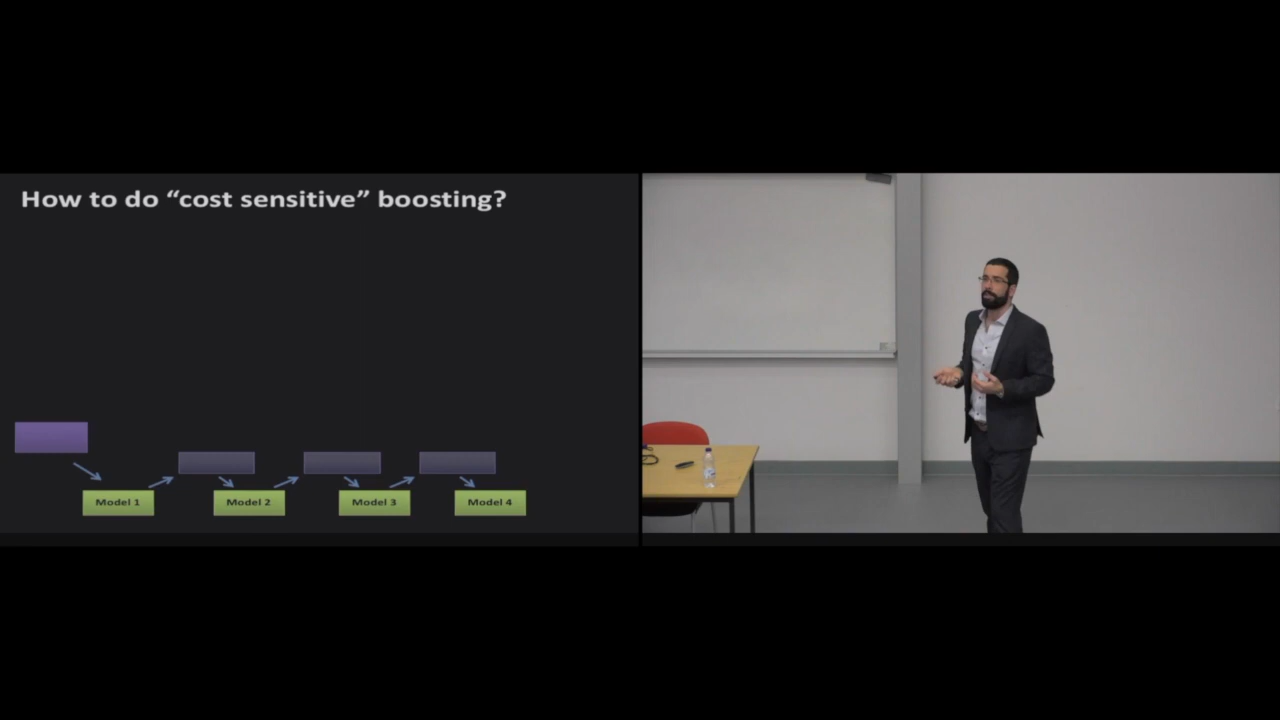 How to do “cost sensitive” boosting?
Model 1
Model 2
Model 3
Model 4